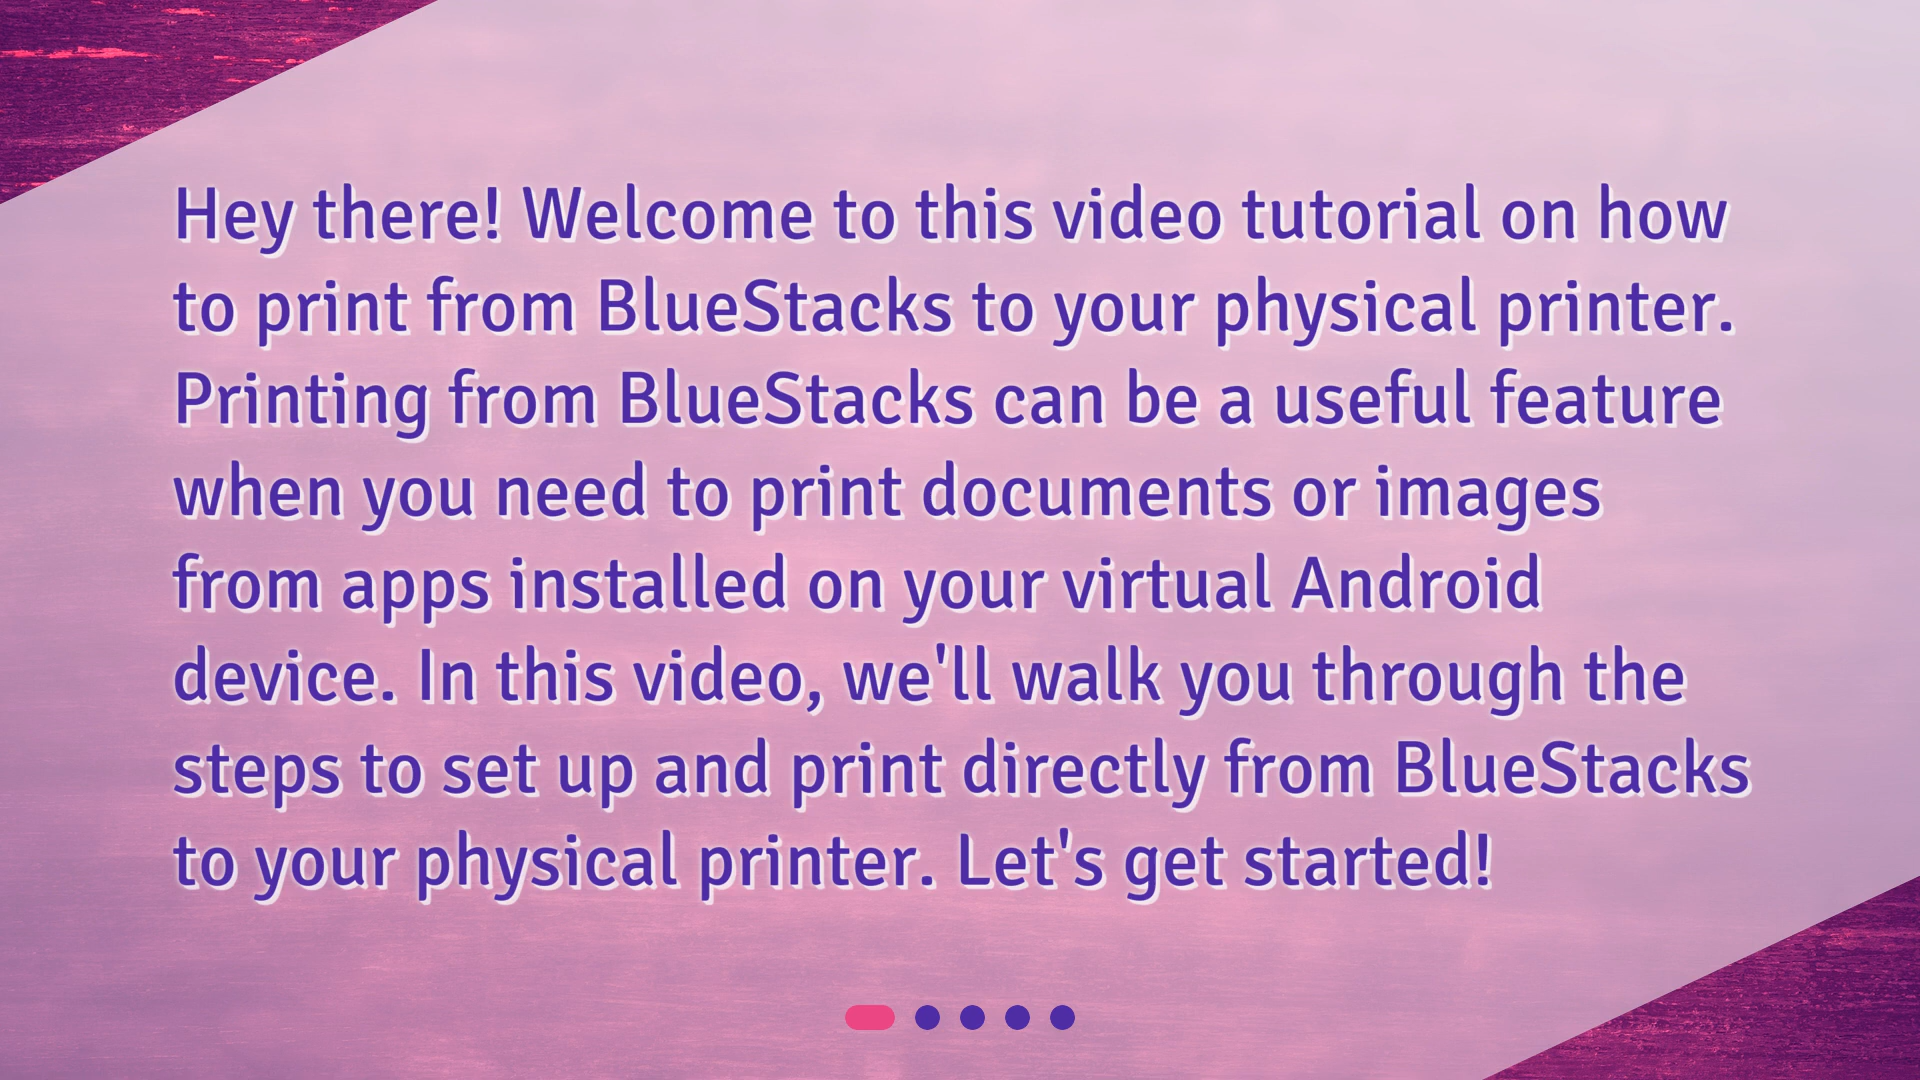 Hey there! Welcome to this video tutorial on how
to print from BlueStacks to your physical printer.
Printing from BlueStacks can be a useful feature
when you need to print documents or images
from apps installed on your virtual Android
device. In this video, we'll walk you through the
steps to set up and print directly from BlueStacks
to your physical printer. Let's get started!